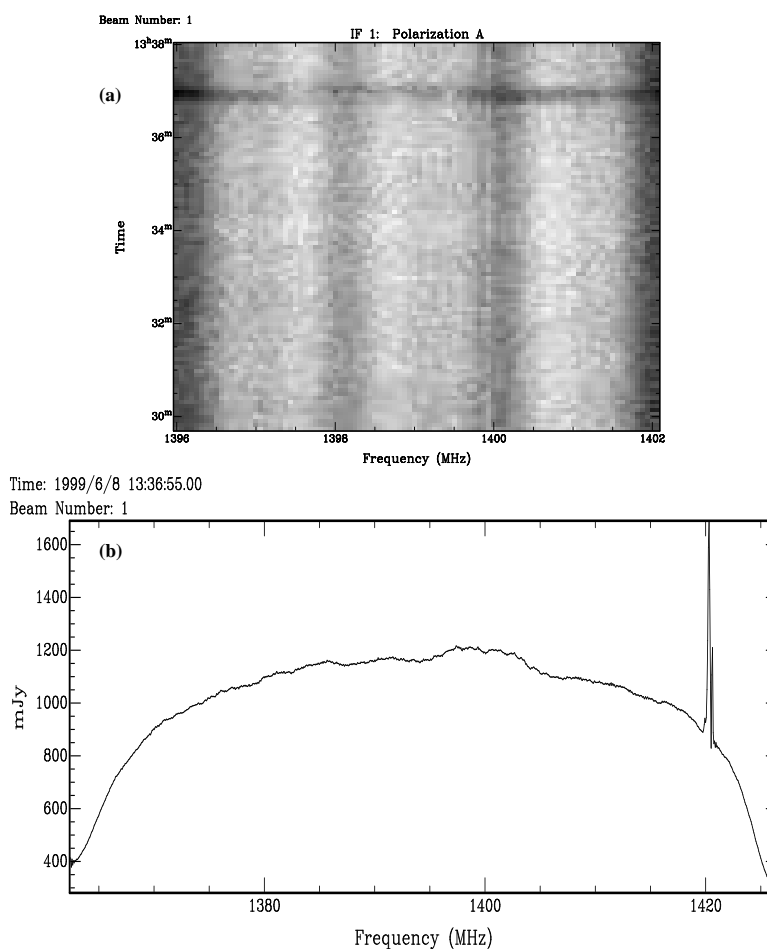 Beam Number: 1
IF 1: Polarization A
(a)
13ʰ38ᵐ
36ᵐ
34ᵐ
32ᵐ
30ᵐ
Time
1396 1398 1400 1402
Frequency (MHz)
Time: 1999/6/8 13:36:55.00
Beam Number: 1
(b)
1600
1400
1200
1000
800
600
400
mJy
1380 1400 1420
Frequency (MHz)